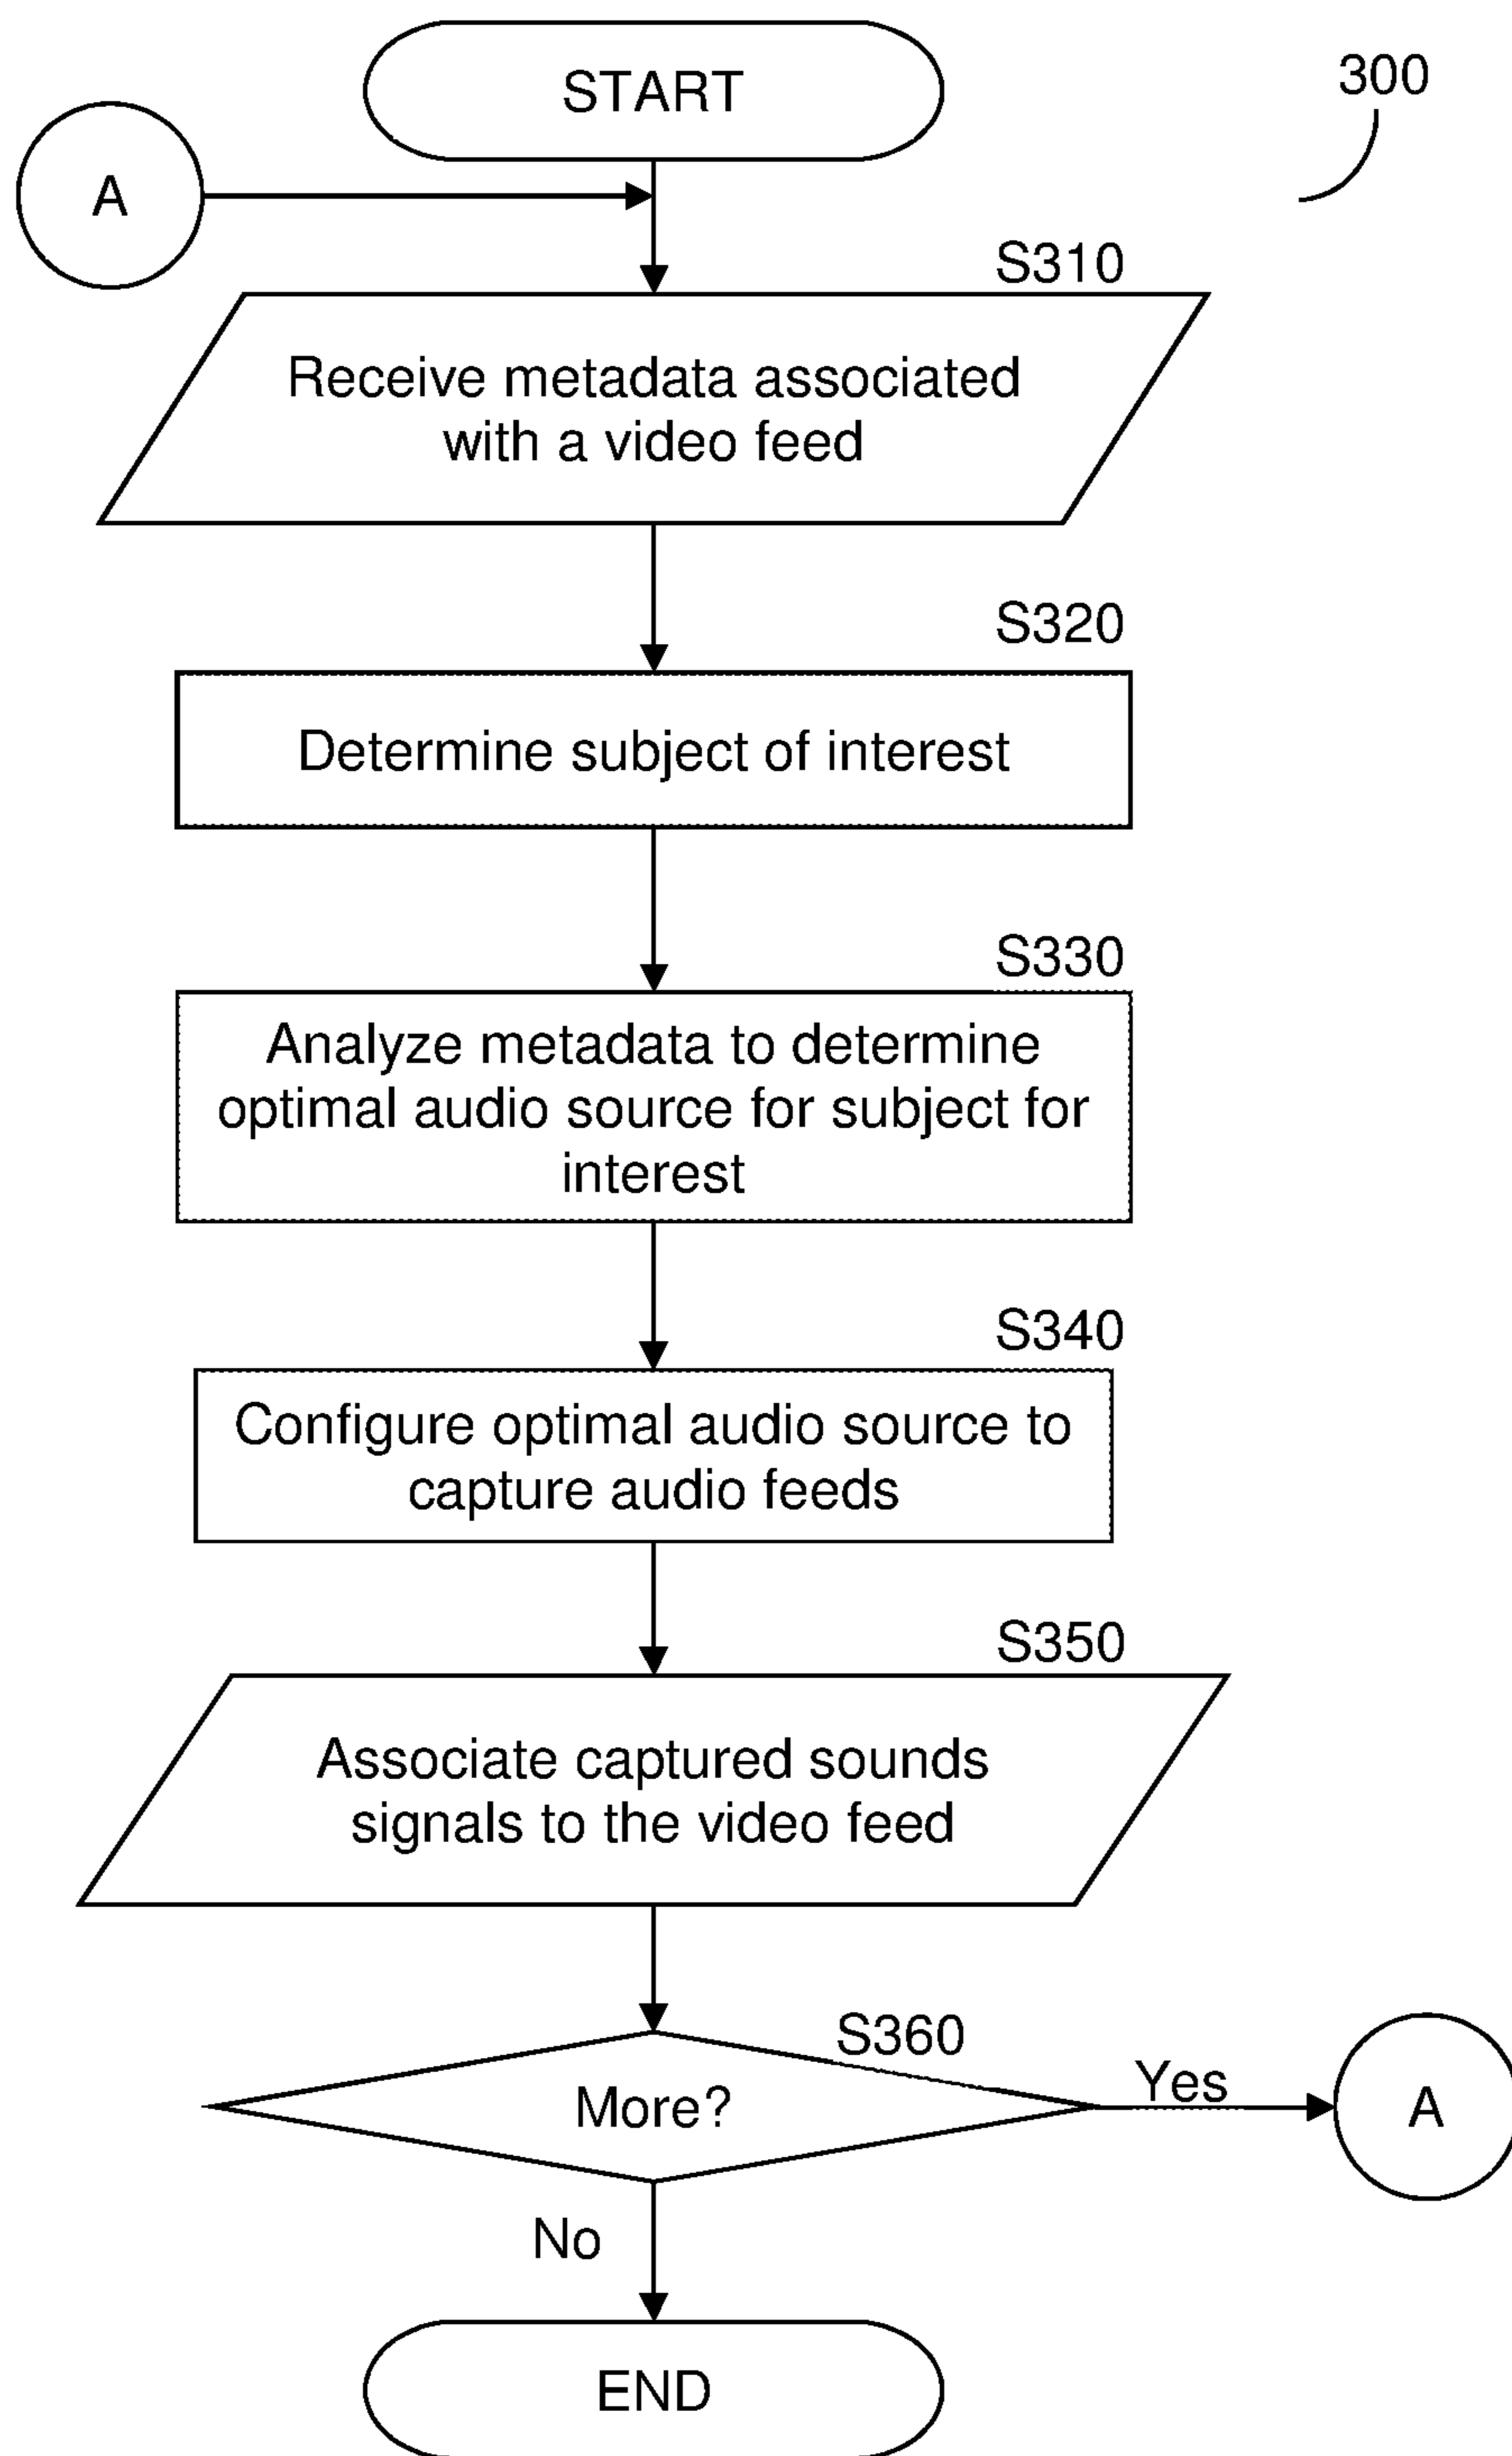 START
300
A
S310
Receive metadata associated
with a video feed
S320
Determine subject of interest
S330
Analyze metadata to determine
optimal audio source for subject for
interest
S340
Configure optimal audio source to
capture audio feeds
S350
Associate captured sounds
signals to the video feed
S360
More?
Yes
A
No
END